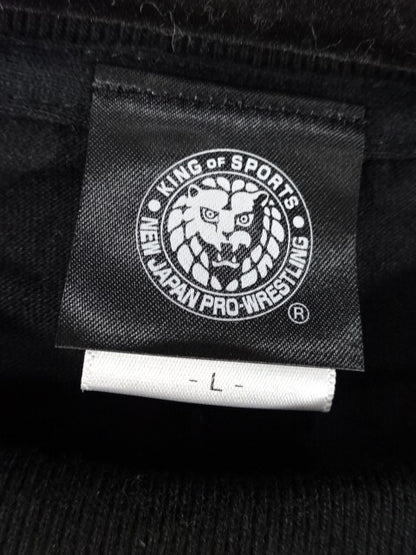 KING OF SPORTS
NEW JAPAN PRO-WRESTLING
®
- L -